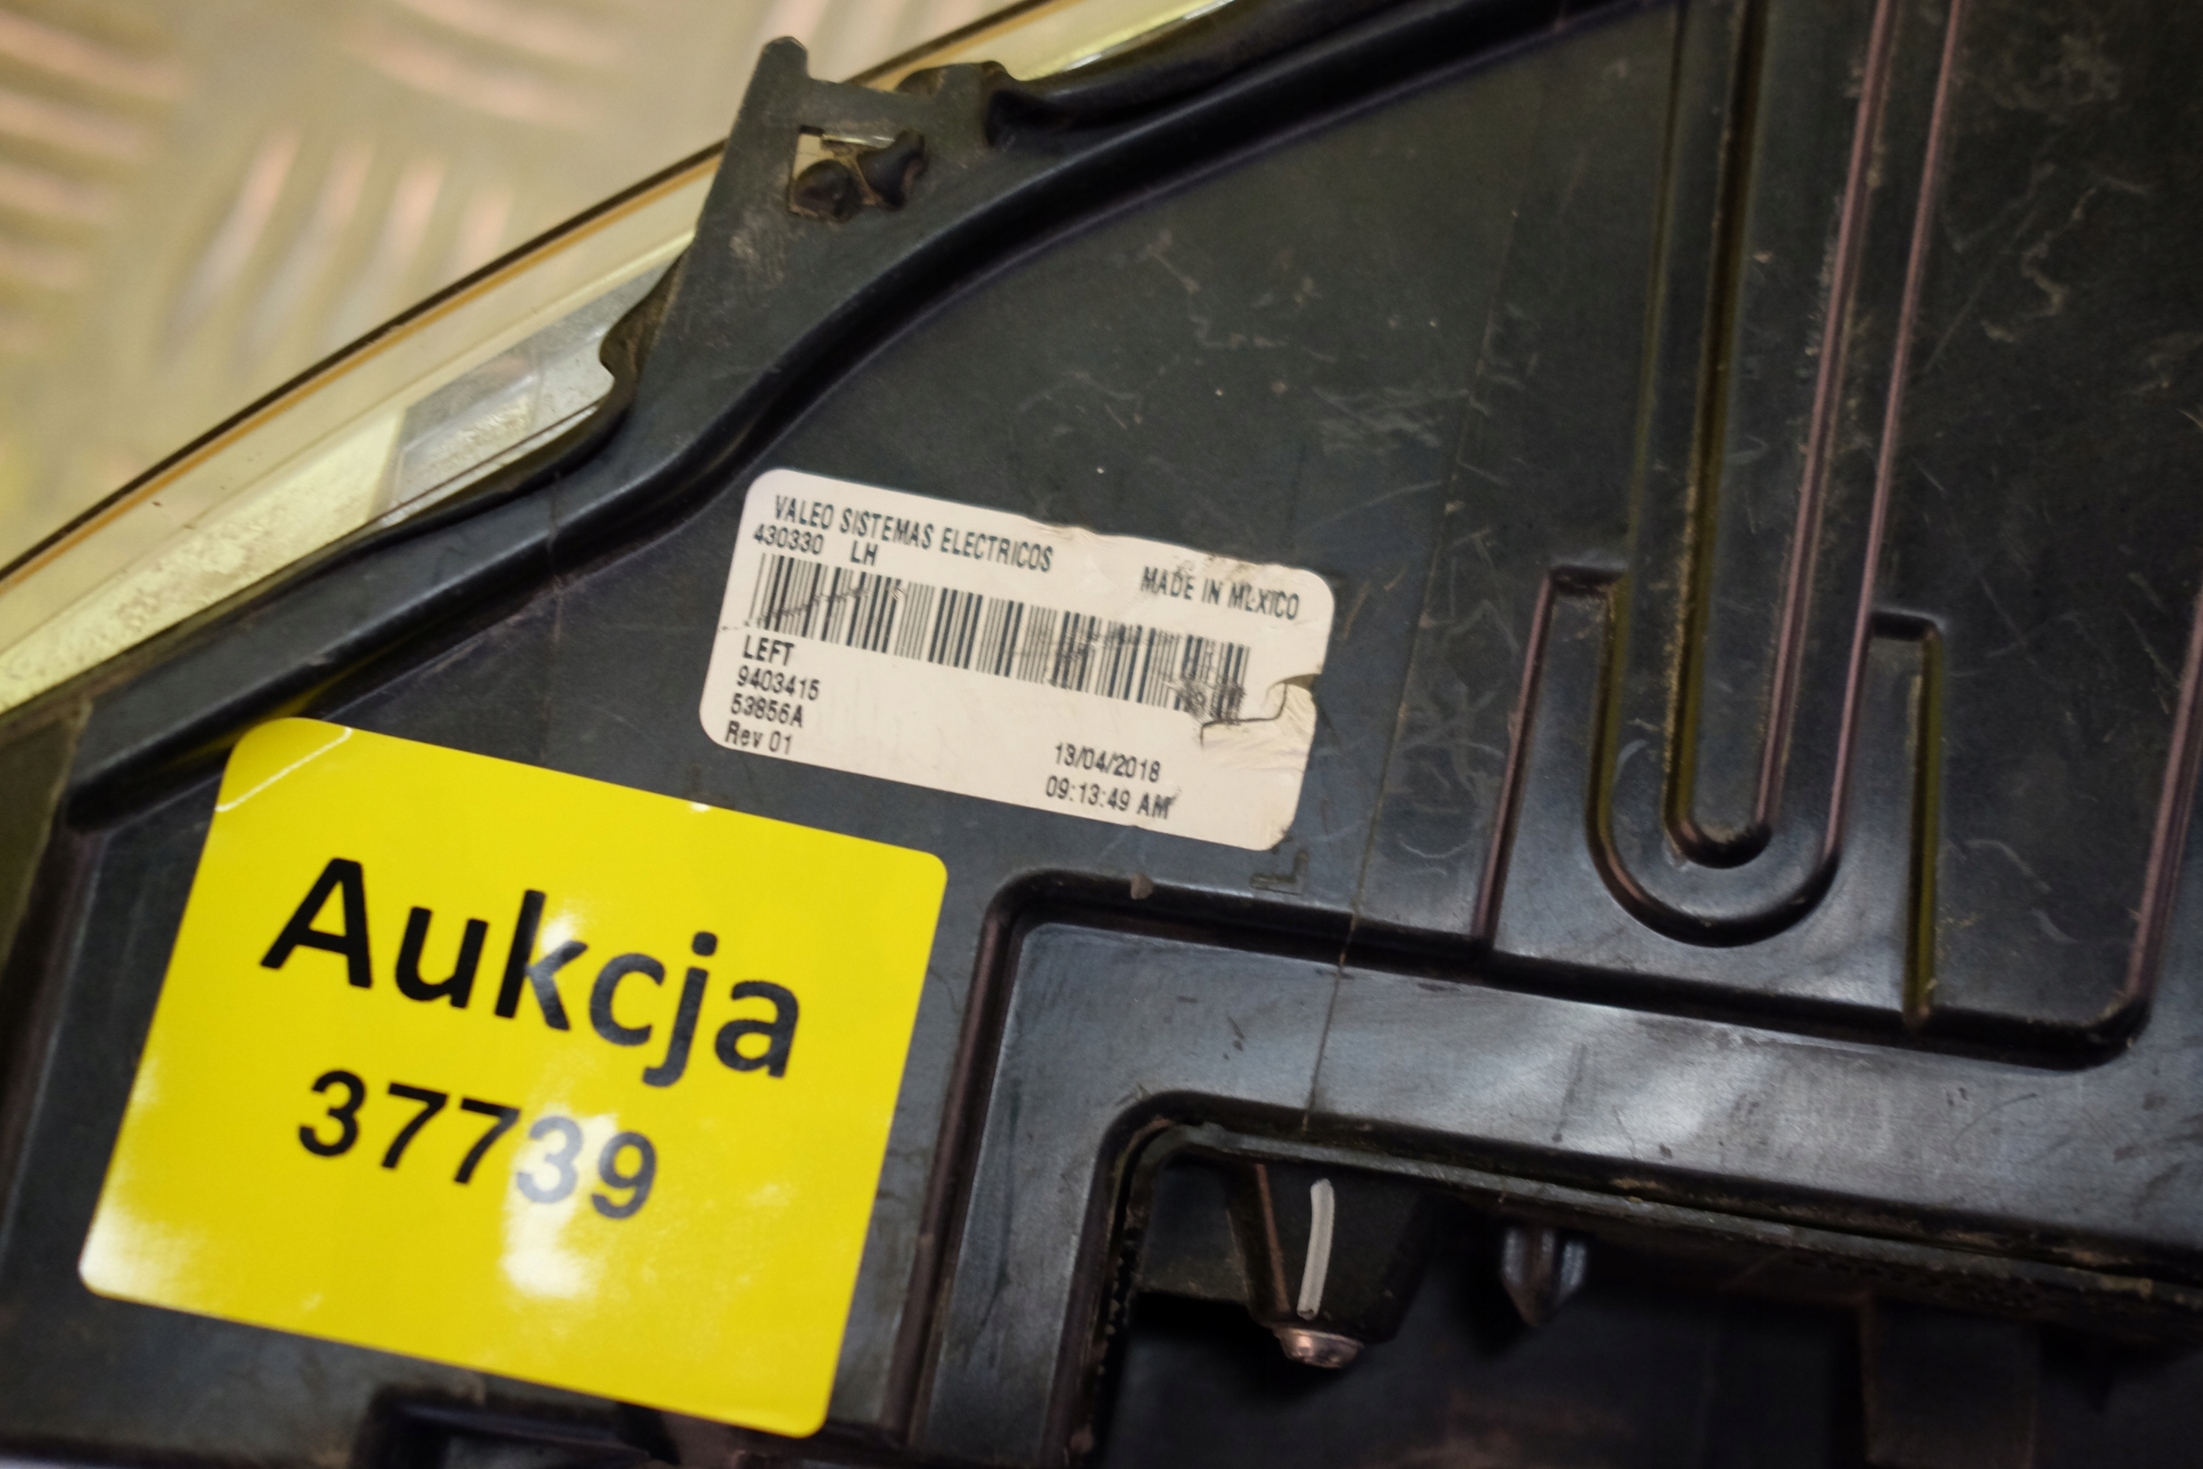 VALEO SISTEMAS ELECTRICOS
430330 LH
MADE IN MEXICO
LEFT
9403415
53856A
Rev 01
13/04/2018
09:13:49 AM
Aukcja
37739